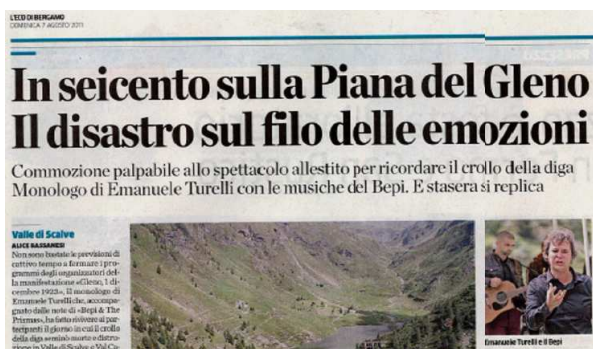 L'ECO DI BERGAMO
DOMENICA 7 AGOSTO 2011
In seicento sulla Piana del Gleno
Il disastro sul filo delle emozioni
Commozione palpabile allo spettacolo allestito per ricordare il crollo della diga
Monologo di Emanuele Turelli con le musiche del Bepi. E stasera si replica
Valle di Scalve
ALICE BASSANESI
Non sono bastate le previsioni di
cattivo tempo a fermare i pro-
grammi degli organizzatori del-
la manifestazione «Gleno, 1 di-
cembre 1923», il monologo di
Emanuele Turelli che, accompa-
gnato dalle note di «Bepi & The
Prismas», ha fatto rivivere ai par-
tecipanti il giorno in cui il crollo
della diga seminò morte e distru-
zione in Valle di Scalve e Val Ca-
Emanuele Turelli e il Bepi